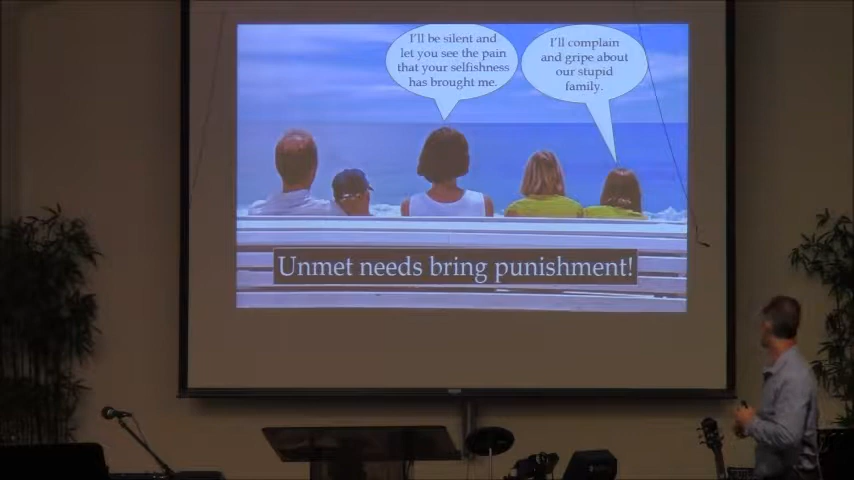 I'll be silent and
let you see the pain
that your selfishness
has brought me.
I'll complain
and gripe about
our stupid
family.
Unmet needs bring punishment!